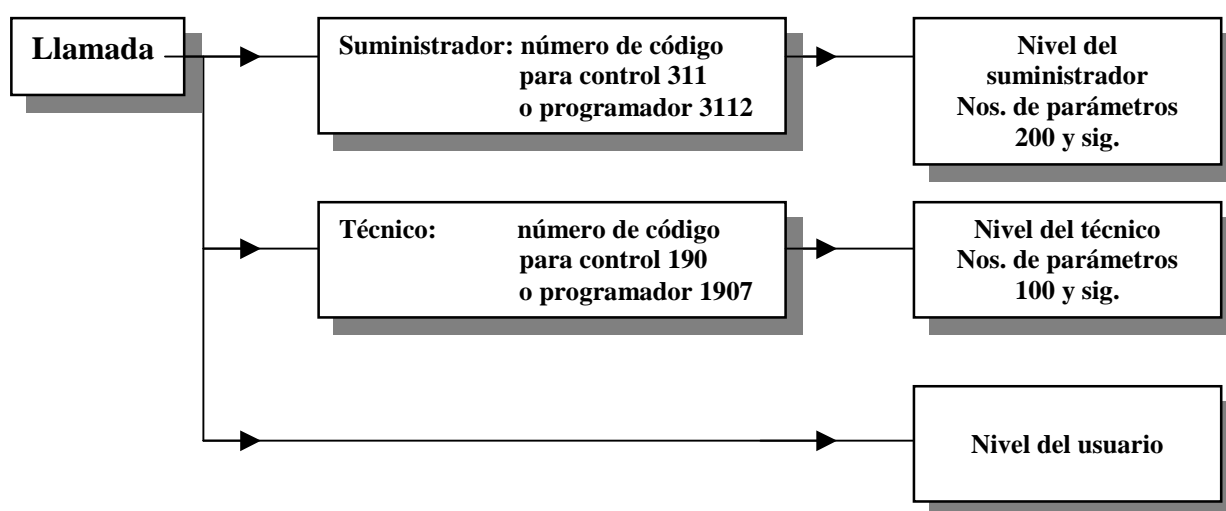 Llamada
Suministrador: número de código
para control 311
o programador 3112
Nivel del
suministrador
Nos. de parámetros
200 y sig.
Técnico: número de código
para control 190
o programador 1907
Nivel del técnico
Nos. de parámetros
100 y sig.
Nivel del usuario